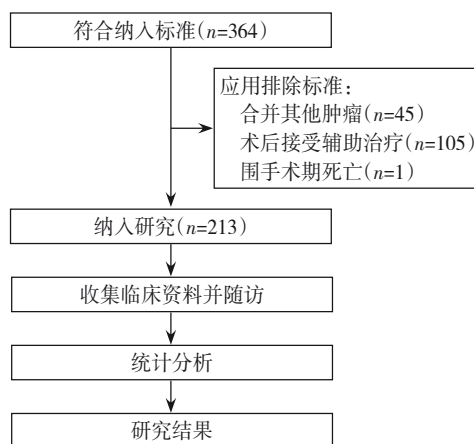 符合纳入标准(n=364)
应用排除标准：
合并其他肿瘤(n=45)
术后接受辅助治疗(n=105)
围手术期死亡(n=1)
纳入研究(n=213)
收集临床资料并随访
统计分析
研究结果